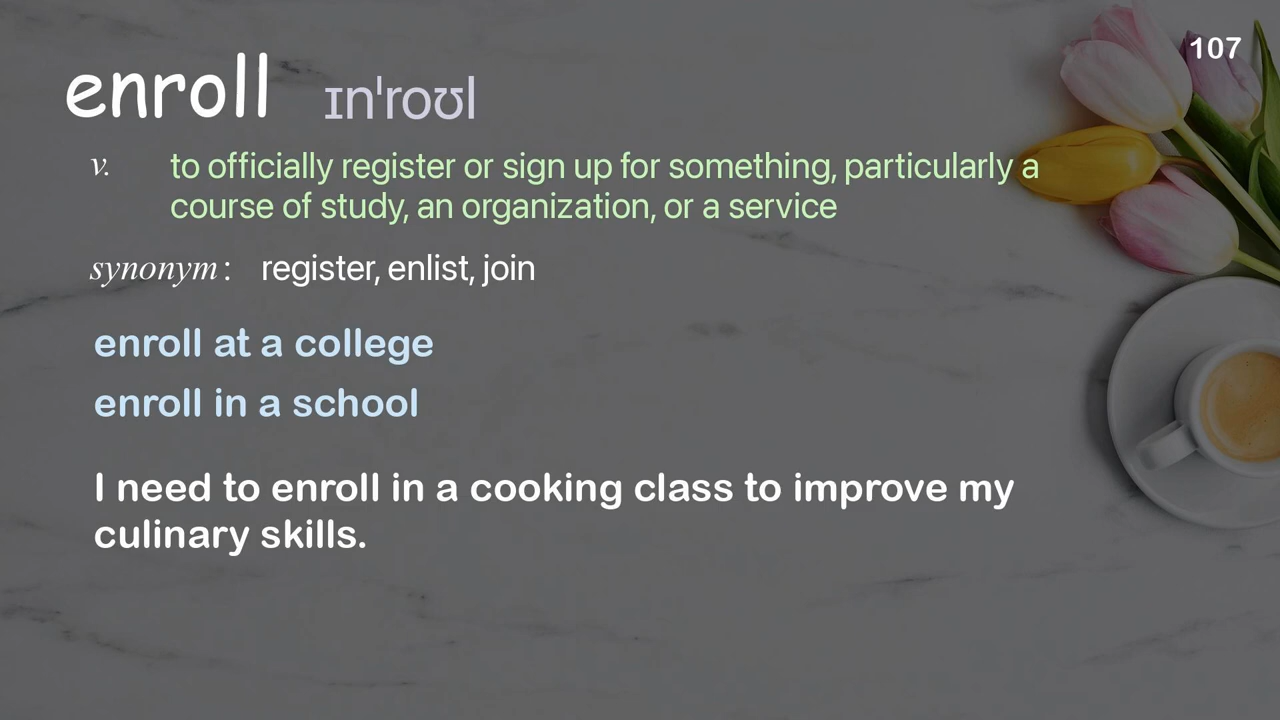 107
enroll ɪnˈroʊl
v. to officially register or sign up for something, particularly a
course of study, an organization, or a service
synonym: register, enlist, join
enroll at a college
enroll in a school
I need to enroll in a cooking class to improve my
culinary skills.